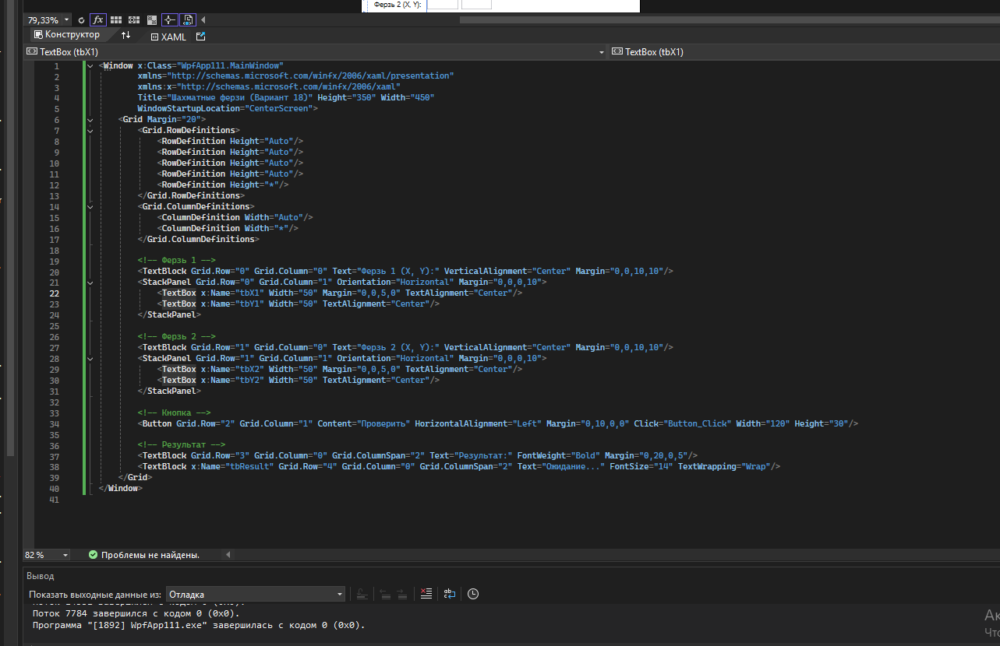 Ферзь 2 (X, Y):
79,33%
fx
Конструктор
XAML
TextBox (tbX1)
TextBox (tbX1)
1 <Window x:Class="WpfApp111.MainWindow"
2 xmlns="http://schemas.microsoft.com/winfx/2006/xaml/presentation"
3 xmlns:x="http://schemas.microsoft.com/winfx/2006/xaml"
4 Title="Шахматные ферзи (Вариант 18)" Height="350" Width="450"
5 WindowStartupLocation="CenterScreen">
6 <Grid Margin="20">
7 <Grid.RowDefinitions>
8 <RowDefinition Height="Auto"/>
9 <RowDefinition Height="Auto"/>
10 <RowDefinition Height="Auto"/>
11 <RowDefinition Height="Auto"/>
12 <RowDefinition Height="*"/>
13 </Grid.RowDefinitions>
14 <Grid.ColumnDefinitions>
15 <ColumnDefinition Width="Auto"/>
16 <ColumnDefinition Width="*"/>
17 </Grid.ColumnDefinitions>
18
19 <!-- Ферзь 1 -->
20 <TextBlock Grid.Row="0" Grid.Column="0" Text="Ферзь 1 (X, Y):" VerticalAlignment="Center" Margin="0,0,10,10"/>
21 <StackPanel Grid.Row="0" Grid.Column="1" Orientation="Horizontal" Margin="0,0,0,10">
22 <TextBox x:Name="tbX1" Width="50" Margin="0,0,5,0" TextAlignment="Center"/>
23 <TextBox x:Name="tbY1" Width="50" TextAlignment="Center"/>
24 </StackPanel>
25
26 <!-- Ферзь 2 -->
27 <TextBlock Grid.Row="1" Grid.Column="0" Text="Ферзь 2 (X, Y):" VerticalAlignment="Center" Margin="0,0,10,10"/>
28 <StackPanel Grid.Row="1" Grid.Column="1" Orientation="Horizontal" Margin="0,0,0,10">
29 <TextBox x:Name="tbX2" Width="50" Margin="0,0,5,0" TextAlignment="Center"/>
30 <TextBox x:Name="tbY2" Width="50" TextAlignment="Center"/>
31 </StackPanel>
32
33 <!-- Кнопка -->
34 <Button Grid.Row="2" Grid.Column="1" Content="Проверить" HorizontalAlignment="Left" Margin="0,10,0,0" Click="Button_Click" Width="120" Height="30"/>
35
36 <!-- Результат -->
37 <TextBlock Grid.Row="3" Grid.Column="0" Grid.ColumnSpan="2" Text="Результат:" FontWeight="Bold" Margin="0,20,0,5"/>
38 <TextBlock x:Name="tbResult" Grid.Row="4" Grid.Column="0" Grid.ColumnSpan="2" Text="Ожидание..." FontSize="14" TextWrapping="Wrap"/>
39 </Grid>
40 </Window>
41
82 %
Проблемы не найдены.
Вывод
Показать выходные данные из: Отладка
Поток 7784 завершился с кодом 0 (0x0).
Программа "[1892] WpfApp111.exe" завершилась с кодом 0 (0x0).